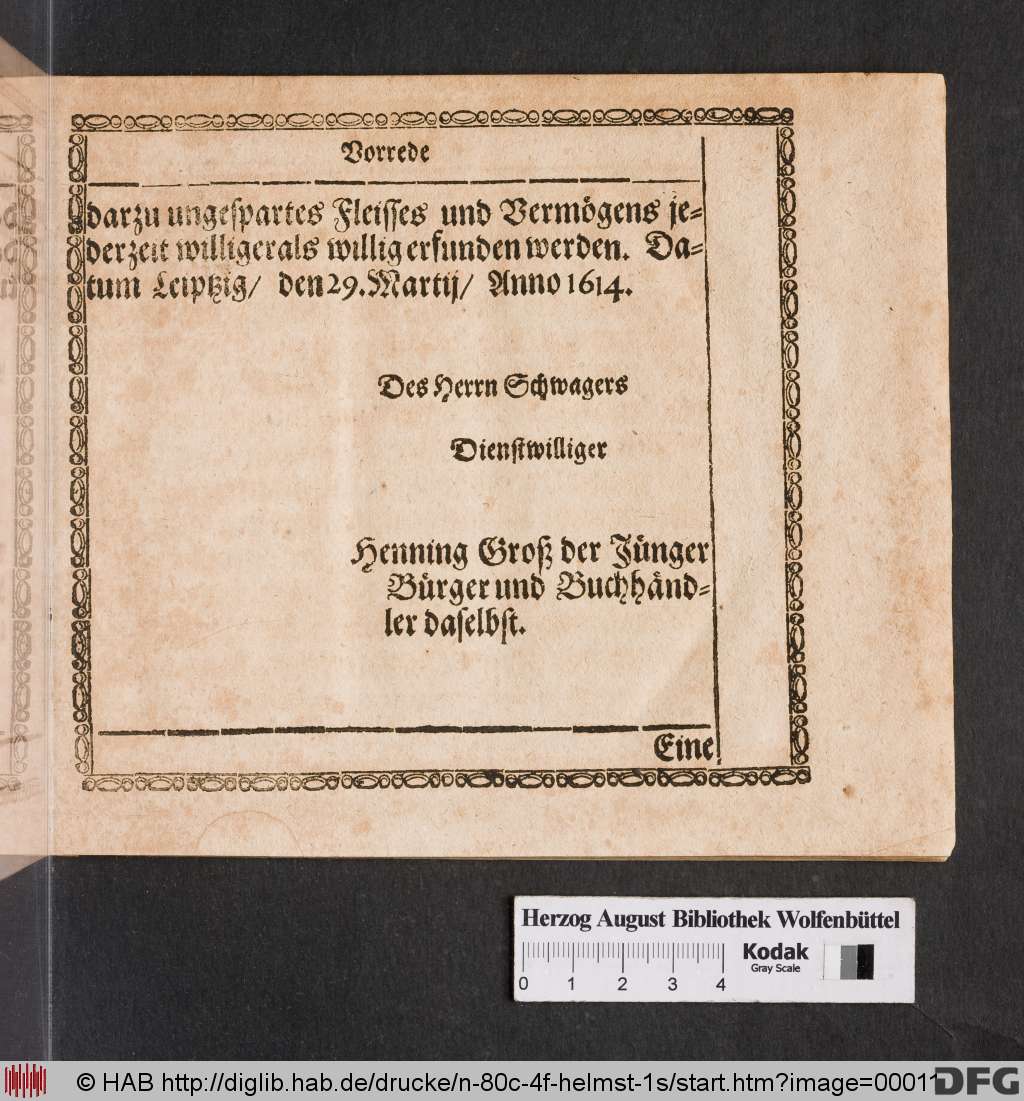 Vorrede
darzu ungespartes Fleisses und Vermögens je-
derzeit williger als willig erfunden werden. Da-
tum Leiptzig/ den 29. Martij/ Anno 1614.
Des Herrn Schwagers
Dienstwilliger
Henning Groß der Jünger
Bürger und Buchhänd-
ler daselbst.
Eine
Herzog August Bibliothek Wolfenbüttel
Kodak
Gray Scale
0 1 2 3 4
© HAB http://diglib.hab.de/drucke/n-80c-4f-helmst-1s/start.htm?image=00011
DFG